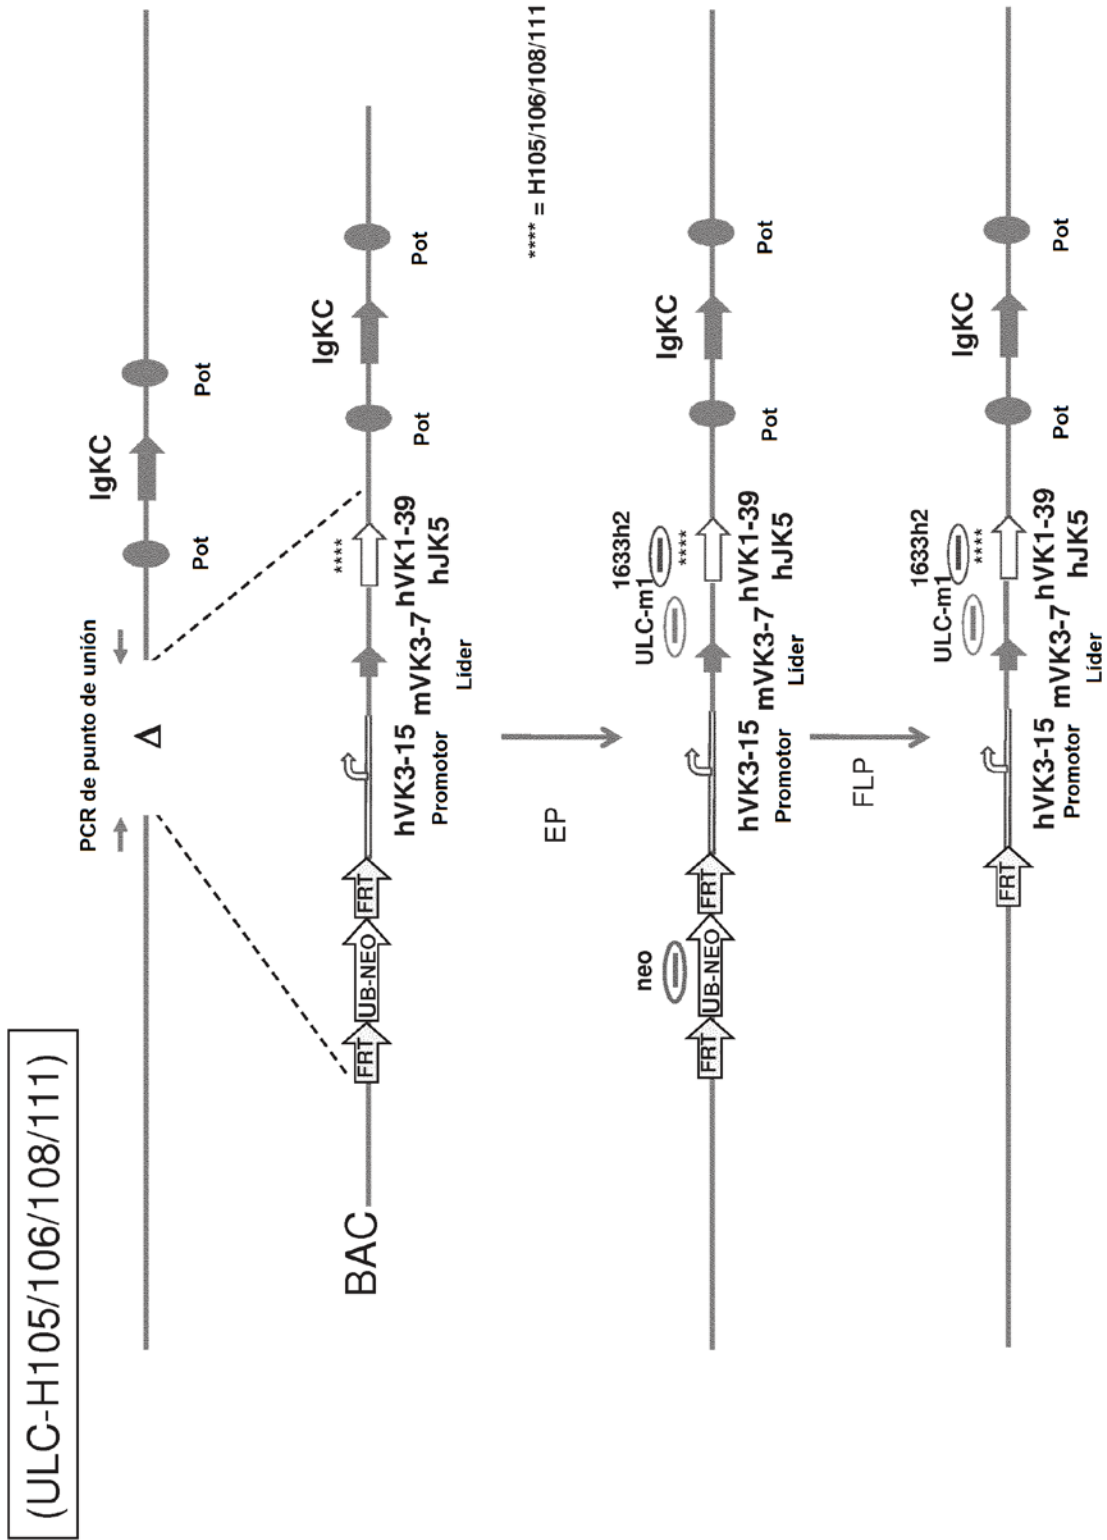 (ULC-H105/106/108/111)
PCR de punto de unión
Δ
IgKC
Pot
Pot
BAC
FRT
UB-NEO
FRT
hVK3-15
Promotor
mVK3-7
Líder
****
hVK1-39
hJK5
Pot
IgKC
Pot
EP
**** = H105/106/108/111
neo
FRT
UB-NEO
FRT
hVK3-15
Promotor
ULC-m1
mVK3-7
Líder
1633h2
****
hVK1-39
hJK5
Pot
IgKC
Pot
FLP
FRT
hVK3-15
Promotor
ULC-m1
mVK3-7
Líder
1633h2
****
hVK1-39
hJK5
Pot
IgKC
Pot